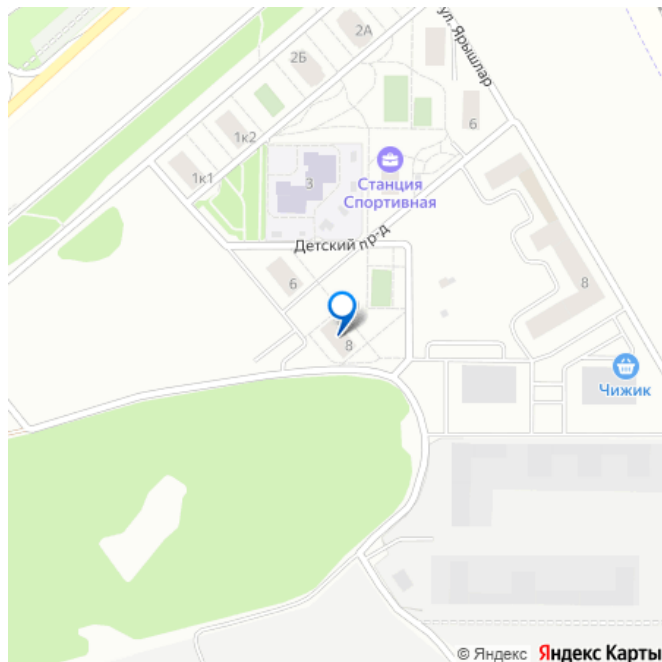 2А
ул. Ярышлар
2Б
1к2
6
1к1
3
Станция
Спортивная
Детский пр-д
6
8
8
Чижик
© Яндекс Яндекс Карты